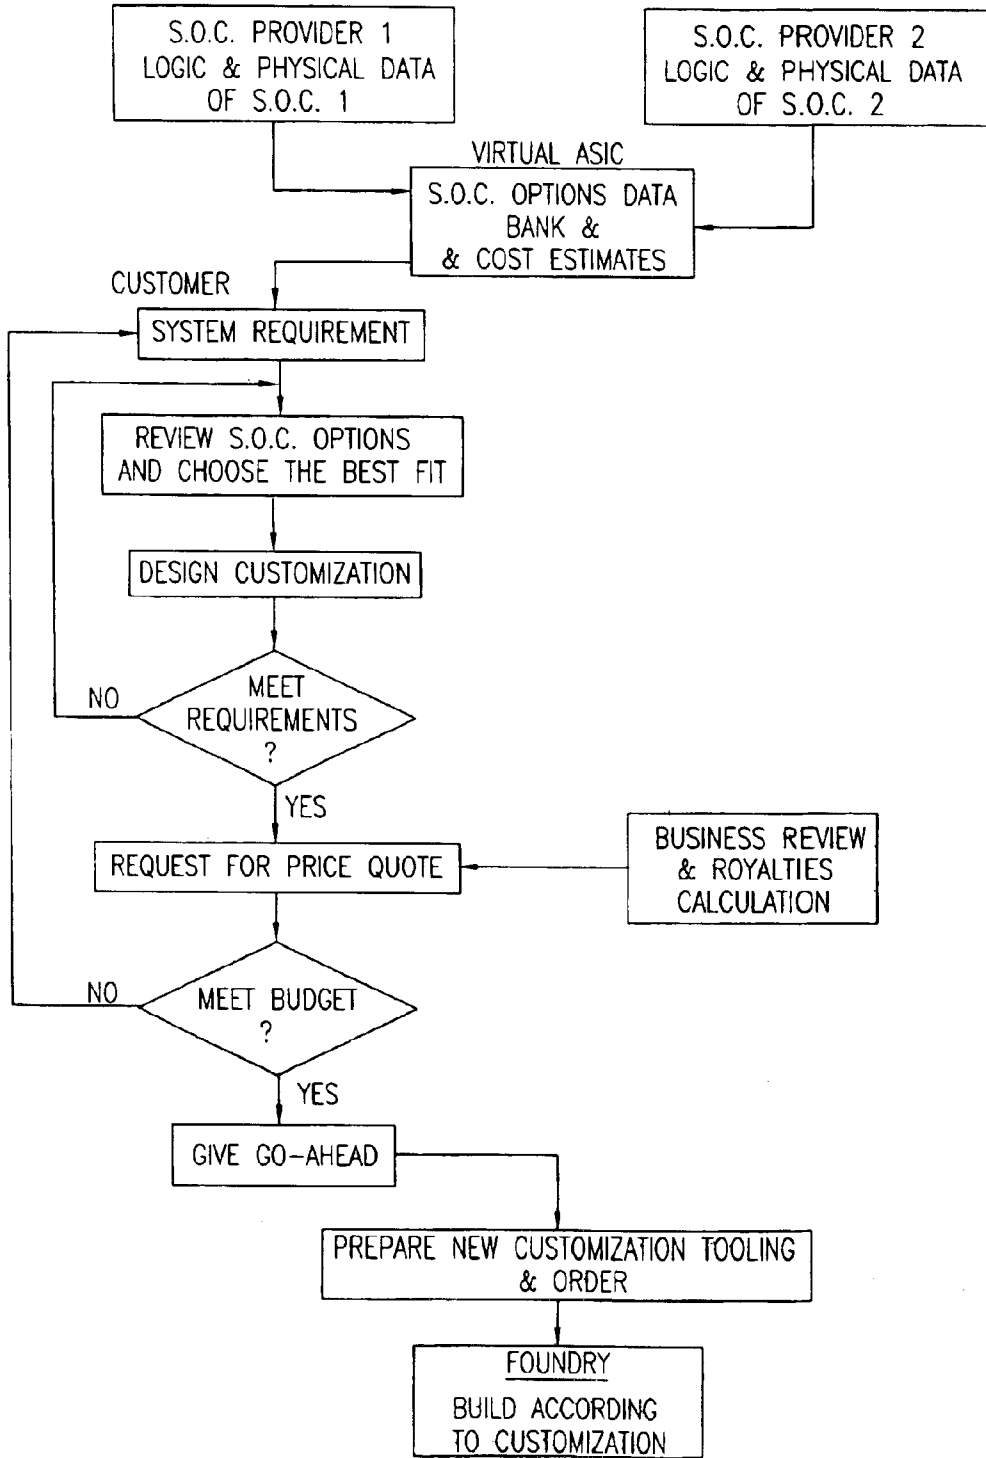 S.O.C. PROVIDER 1
LOGIC & PHYSICAL DATA
OF S.O.C. 1
S.O.C. PROVIDER 2
LOGIC & PHYSICAL DATA
OF S.O.C. 2
VIRTUAL ASIC
S.O.C. OPTIONS DATA
BANK &
& COST ESTIMATES
CUSTOMER
SYSTEM REQUIREMENT
REVIEW S.O.C. OPTIONS
AND CHOOSE THE BEST FIT
DESIGN CUSTOMIZATION
MEET
REQUIREMENTS
?
NO
YES
REQUEST FOR PRICE QUOTE
BUSINESS REVIEW
& ROYALTIES
CALCULATION
MEET BUDGET
?
NO
YES
GIVE GO-AHEAD
PREPARE NEW CUSTOMIZATION TOOLING
& ORDER
FOUNDRY
BUILD ACCORDING
TO CUSTOMIZATION